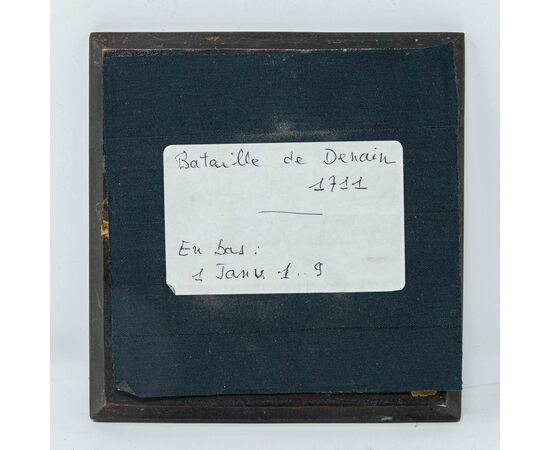 Bataille de Denain
1711
En bas :
1 Janv. 1..9